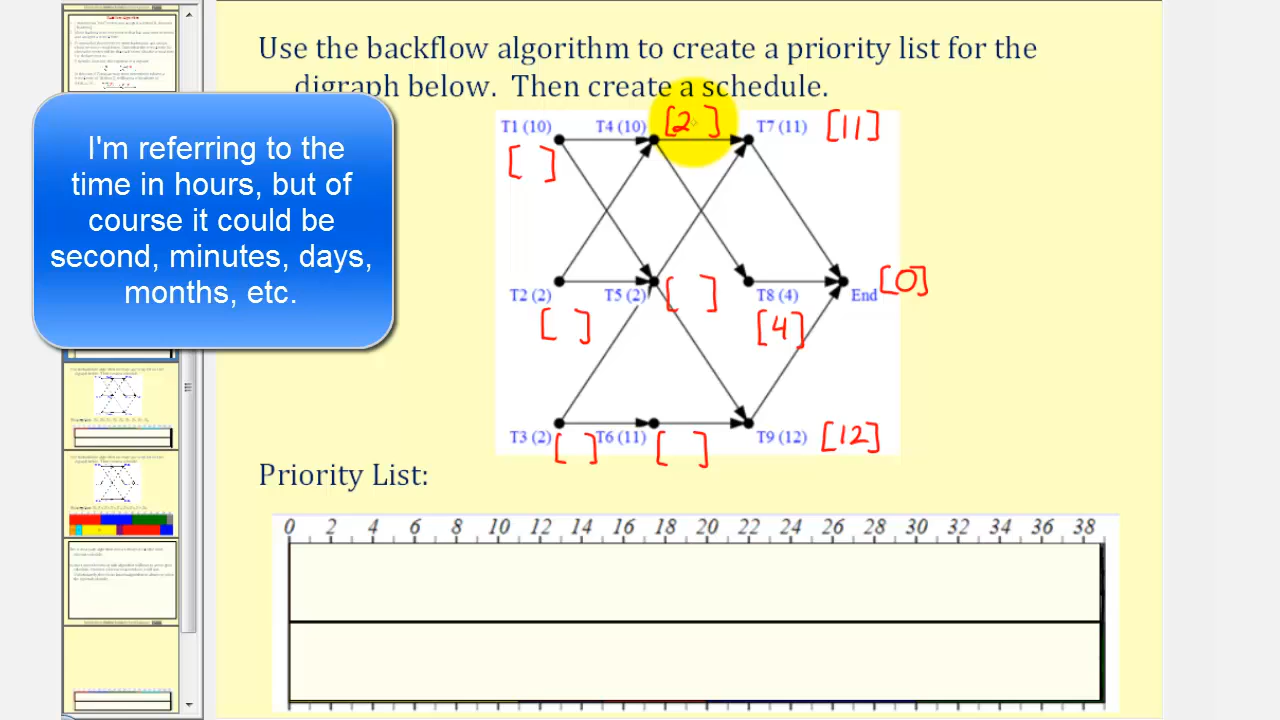 Use the backflow algorithm to create a priority list for the
digraph below. Then create a schedule.
I'm referring to the
time in hours, but of
course it could be
second, minutes, days,
months, etc.
T1 (10) T4 (10) [2 ] T7 (11) [11]
[ ]
T2 (2) T5 (2) [ ] T8 (4) End [0]
[ ] [4]
T3 (2) [ ] T6 (11) [ ] T9 (12) [12]
Priority List:
0 2 4 6 8 10 12 14 16 18 20 22 24 26 28 30 32 34 36 38